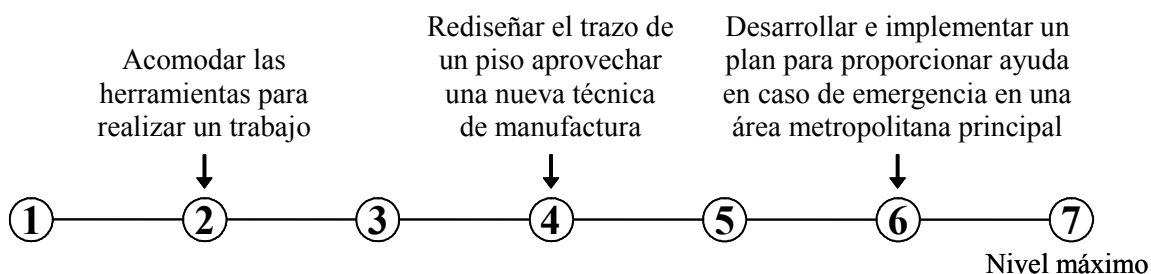 Acomodar las
herramientas para
realizar un trabajo
Rediseñar el trazo de
un piso aprovechar
una nueva técnica
de manufactura
Desarrollar e implementar un
plan para proporcionar ayuda
en caso de emergencia en una
área metropolitana principal
1 2 3 4 5 6 7
Nivel máximo